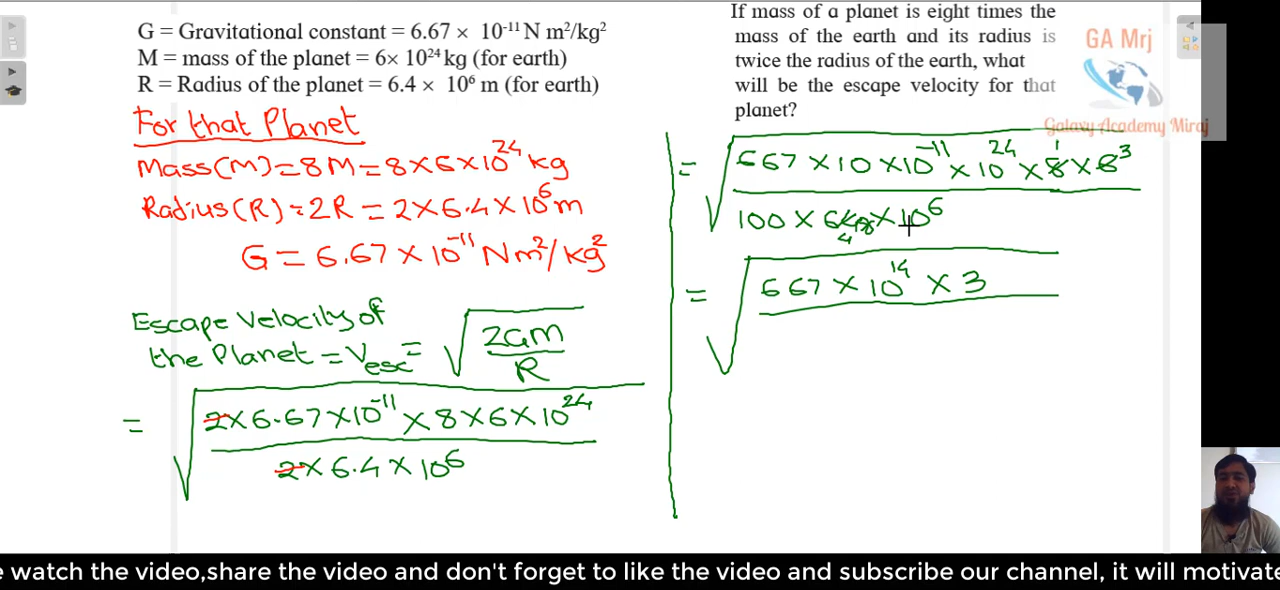 G = Gravitational constant = 6.67 × 10⁻¹¹ N m²/kg²
M = mass of the planet = 6× 10²⁴ kg (for earth)
R = Radius of the planet = 6.4 × 10⁶ m (for earth)
For that Planet
Mass(M)=8M=8×6×10²⁴ kg
Radius(R)=2R=2×6.4×10⁶m
G=6.67×10⁻¹¹ Nm²/kg²
Escape Velocity of
the Planet = Vesc = √(2GM/R)
= √(2×6.67×10⁻¹¹×8×6×10²⁴
2×6.4×10⁶)
If mass of a planet is eight times the
mass of the earth and its radius is
twice the radius of the earth, what
will be the escape velocity for that
planet?
GA Mrj
Galaxy Academy Miraj
= √(667×10×10⁻¹¹×10²⁴×8×6
100×64×10⁶)
= √(667×10¹⁴×3
watch the video,share the video and don't forget to like the video and subscribe our channel, it will motivate